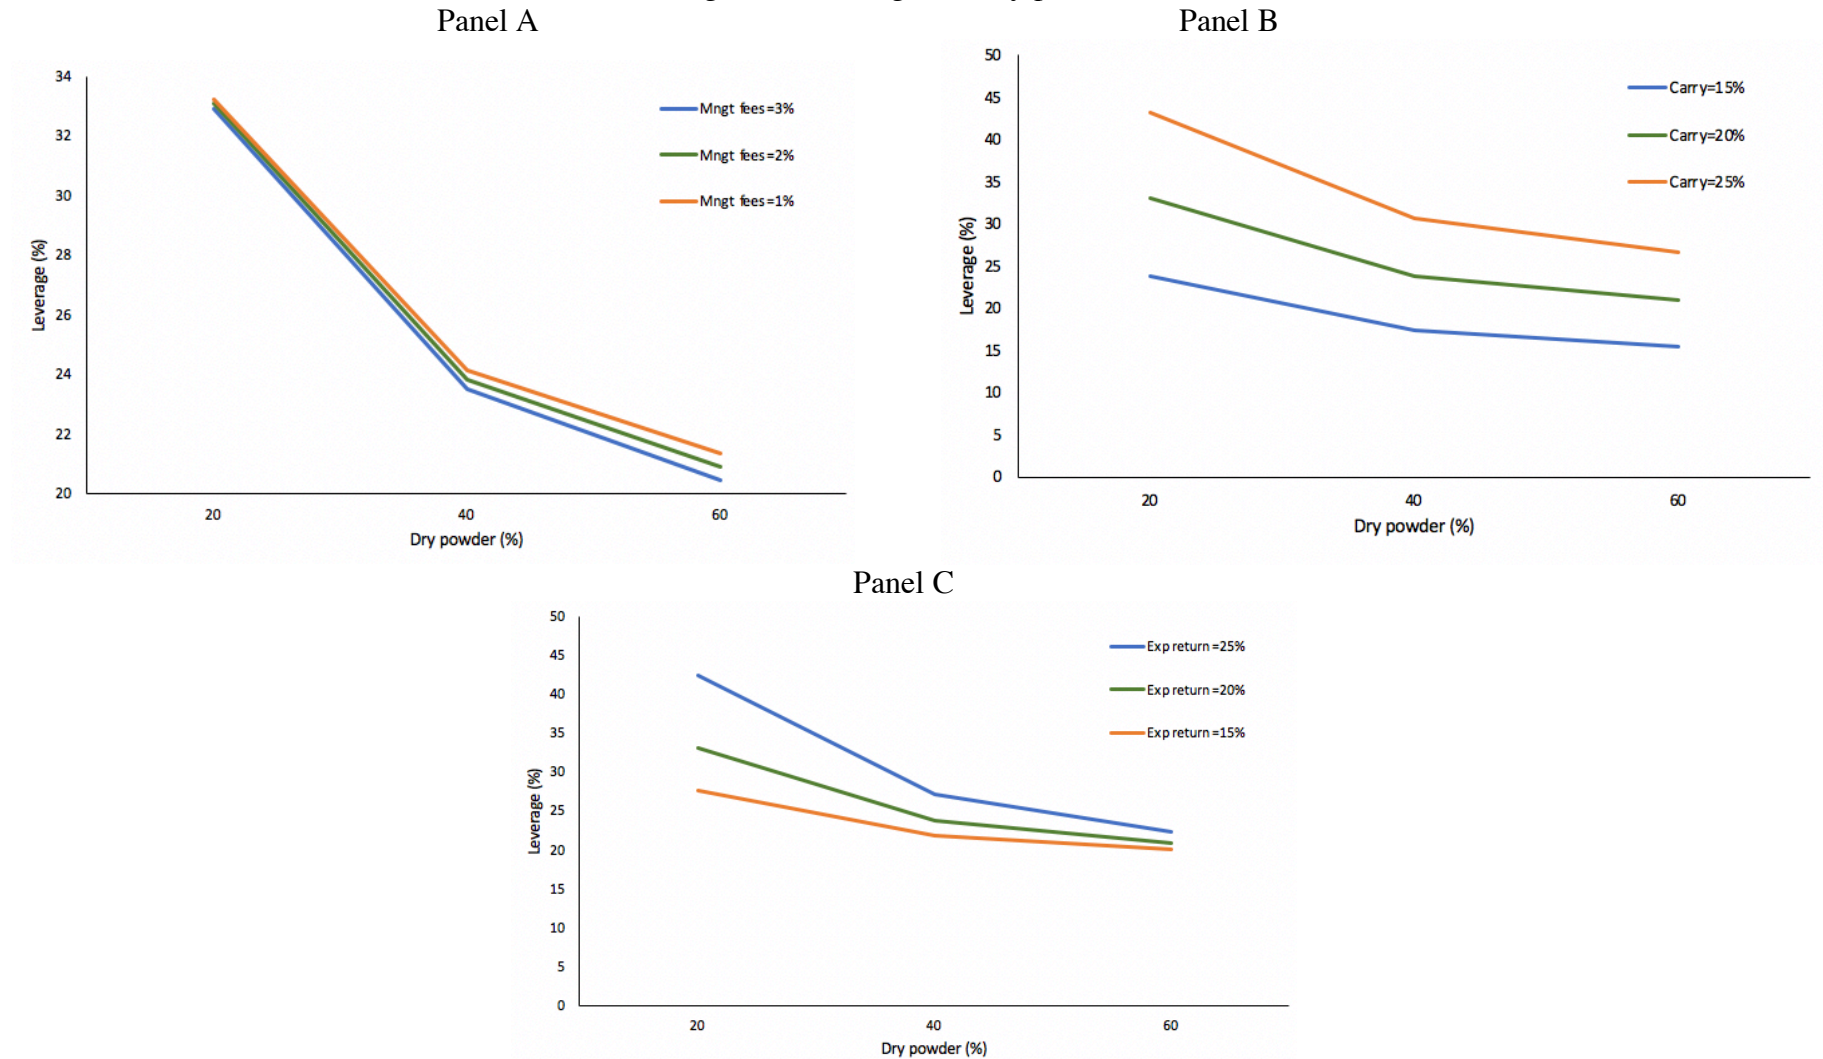 Panel A
34
32
30
28
26
24
22
20
Leverage (%)
20 40 60
Dry powder (%)
Mngt fees=3%
Mngt fees=2%
Mngt fees=1%
Panel B
50
45
40
35
30
25
20
15
10
5
0
Leverage (%)
20 40 60
Dry powder (%)
Carry=15%
Carry=20%
Carry=25%
Panel C
50
45
40
35
30
25
20
15
10
5
0
Leverage (%)
20 40 60
Dry powder (%)
Exp return=25%
Exp return=20%
Exp return=15%